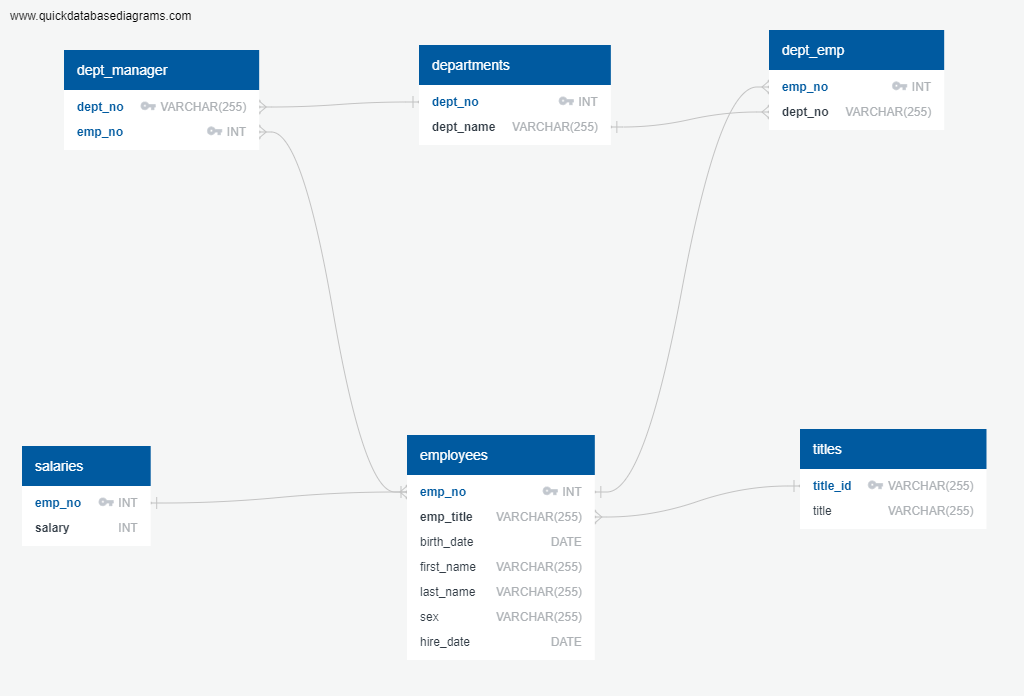 www.quickdatabasediagrams.com
dept_manager
dept_no VARCHAR(255)
emp_no INT
departments
dept_no INT
dept_name VARCHAR(255)
dept_emp
emp_no INT
dept_no VARCHAR(255)
salaries
emp_no INT
salary INT
employees
emp_no INT
emp_title VARCHAR(255)
birth_date DATE
first_name VARCHAR(255)
last_name VARCHAR(255)
sex VARCHAR(255)
hire_date DATE
titles
title_id VARCHAR(255)
title VARCHAR(255)